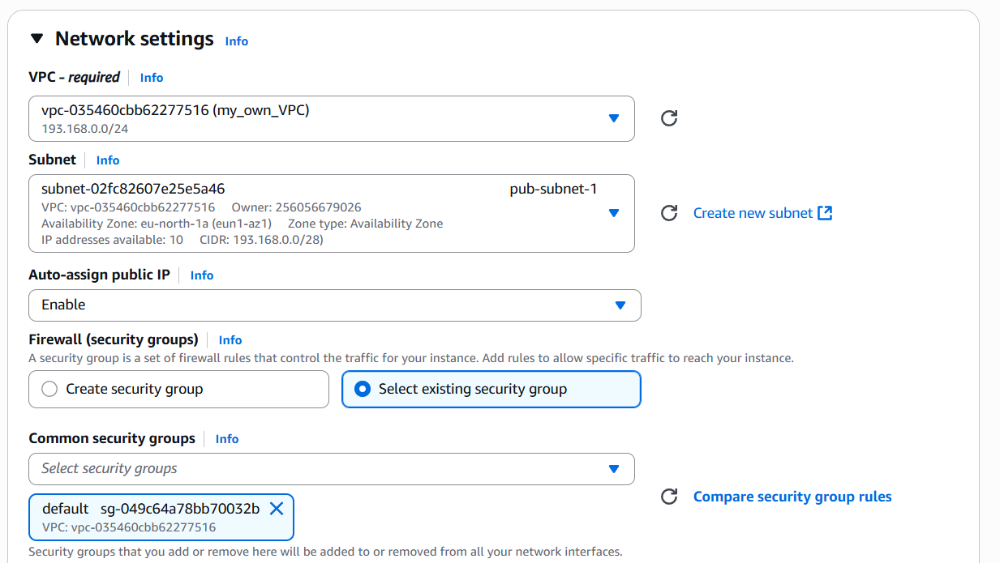 Network settings Info
VPC - required Info
vpc-035460cbb62277516 (my_own_VPC)
193.168.0.0/24
Subnet Info
subnet-02fc82607e25e5a46 pub-subnet-1
VPC: vpc-035460cbb62277516 Owner: 256056679026
Availability Zone: eu-north-1a (eun1-az1) Zone type: Availability Zone
IP addresses available: 10 CIDR: 193.168.0.0/28)
Create new subnet
Auto-assign public IP Info
Enable
Firewall (security groups) Info
A security group is a set of firewall rules that control the traffic for your instance. Add rules to allow specific traffic to reach your instance.
Create security group Select existing security group
Common security groups Info
Select security groups
default sg-049c64a78bb70032b
VPC: vpc-035460cbb62277516
Compare security group rules
Security groups that you add or remove here will be added to or removed from all your network interfaces.